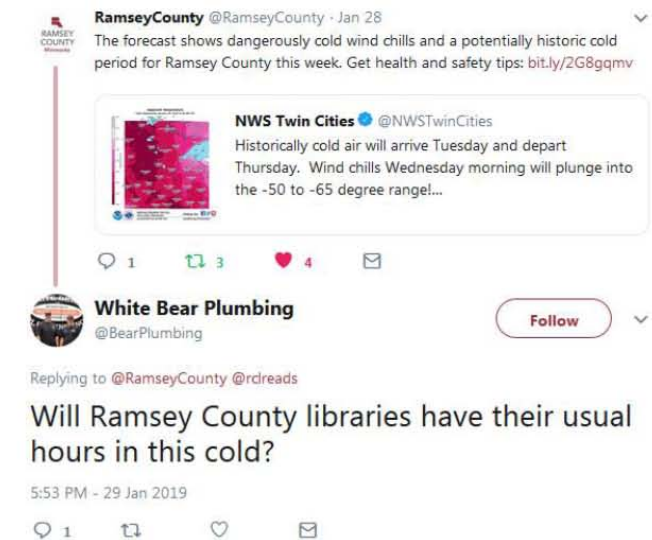 RAMSEY
COUNTY
Minnesota
RamseyCounty @RamseyCounty · Jan 28
The forecast shows dangerously cold wind chills and a potentially historic cold
period for Ramsey County this week. Get health and safety tips: bit.ly/2G8gqmv
NWS Twin Cities @NWSTwinCities
Historically cold air will arrive Tuesday and depart
Thursday. Wind chills Wednesday morning will plunge into
the -50 to -65 degree range!...
1 3 4
White Bear Plumbing
@BearPlumbing
Follow
Replying to @RamseyCounty @rclreads
Will Ramsey County libraries have their usual
hours in this cold?
5:53 PM - 29 Jan 2019
1